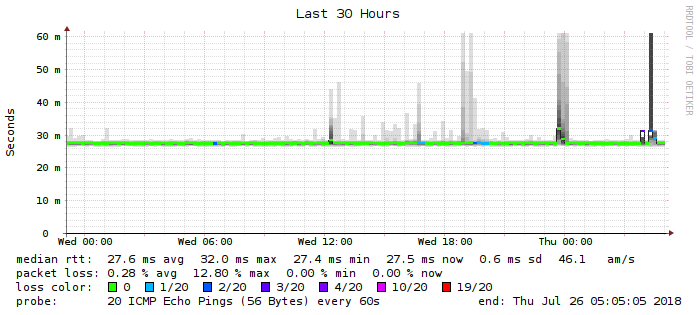 Last 30 Hours
RRDTOOL / TOBI OETIKER
Seconds
60 m
50 m
40 m
30 m
20 m
10 m
0
Wed 00:00 Wed 06:00 Wed 12:00 Wed 18:00 Thu 00:00
median rtt: 27.6 ms avg 32.0 ms max 27.4 ms min 27.5 ms now 0.6 ms sd 46.1 am/s
packet loss: 0.28 % avg 12.80 % max 0.00 % min 0.00 % now
loss color: 0 1/20 2/20 3/20 4/20 10/20 19/20
probe: 20 ICMP Echo Pings (56 Bytes) every 60s end: Thu Jul 26 05:05:05 2018